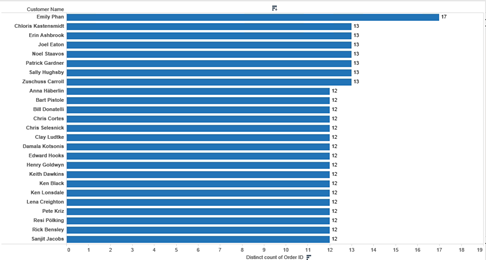 Customer Name
Emily Phan 17
Chloris Kastensmidt 13
Erin Ashbrook 13
Joel Eaton 13
Noel Staavos 13
Patrick Gardner 13
Sally Hughsby 13
Zuschuss Carroll 13
Anna Häberlin 12
Bart Pistole 12
Bill Donatelli 12
Chris Cortes 12
Chris Selesnick 12
Clay Ludtke 12
Damala Kotsonis 12
Edward Hooks 12
Henry Goldwyn 12
Keith Dawkins 12
Ken Black 12
Ken Lonsdale 12
Lena Creighton 12
Pete Kriz 12
Resi Pölking 12
Rick Bensley 12
Sanjit Jacobs 12
0 1 2 3 4 5 6 7 8 9 10 11 12 13 14 15 16 17 18 19
Distinct count of Order ID